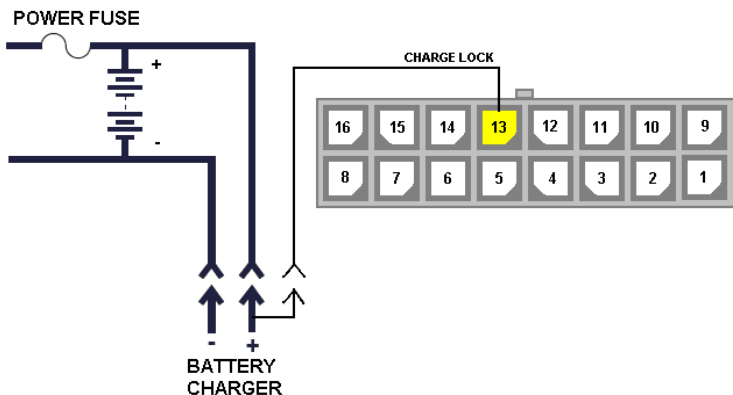 POWER FUSE
CHARGE LOCK
+
-
16 15 14 13 12 11 10 9
8 7 6 5 4 3 2 1
- +
BATTERY
CHARGER